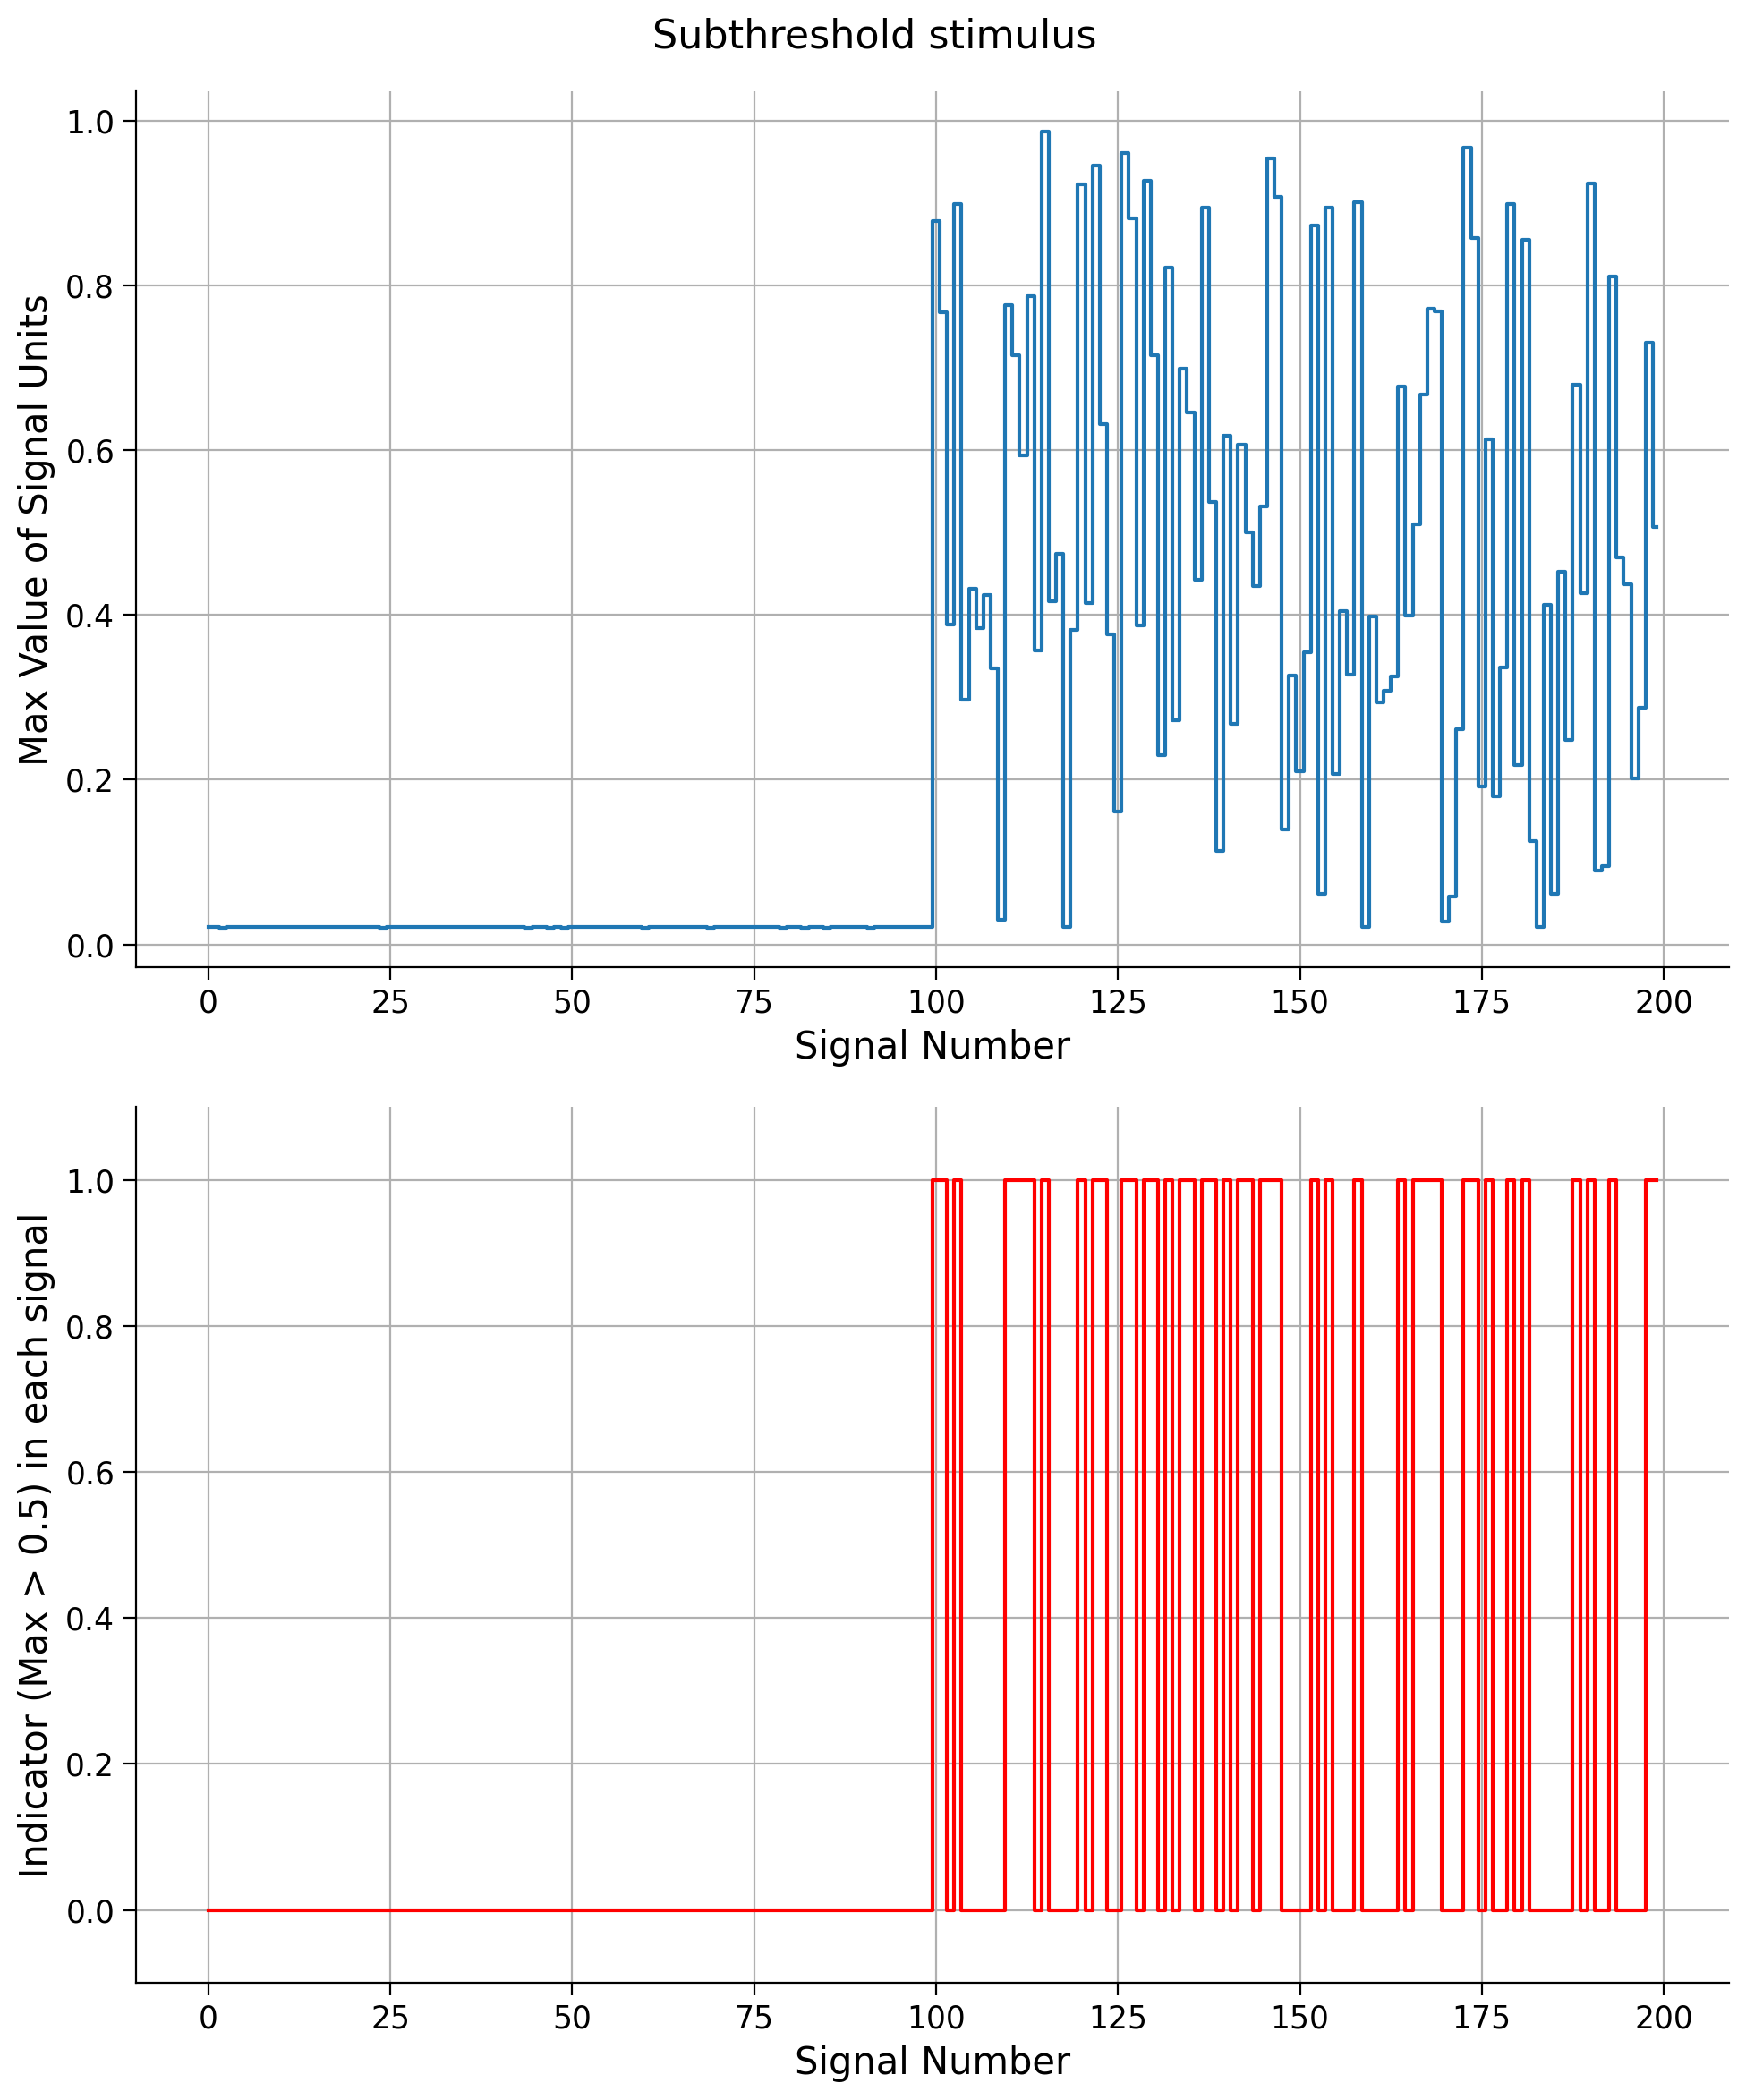 Subthreshold stimulus
Max Value of Signal Units
1.0
0.8
0.6
0.4
0.2
0.0
0 25 50 75 100 125 150 175 200
Signal Number
Indicator (Max > 0.5) in each signal
1.0
0.8
0.6
0.4
0.2
0.0
0 25 50 75 100 125 150 175 200
Signal Number